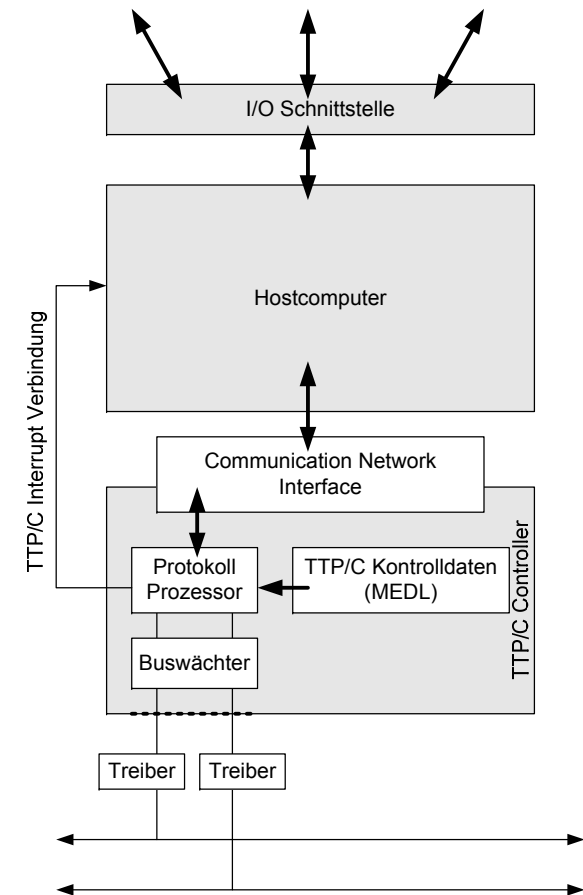 I/O Schnittstelle
Hostcomputer
TTP/C Interrupt Verbindung
Communication Network
Interface
Protokoll
Prozessor
TTP/C Kontrolldaten
(MEDL)
TTP/C Controller
Buswächter
Treiber
Treiber